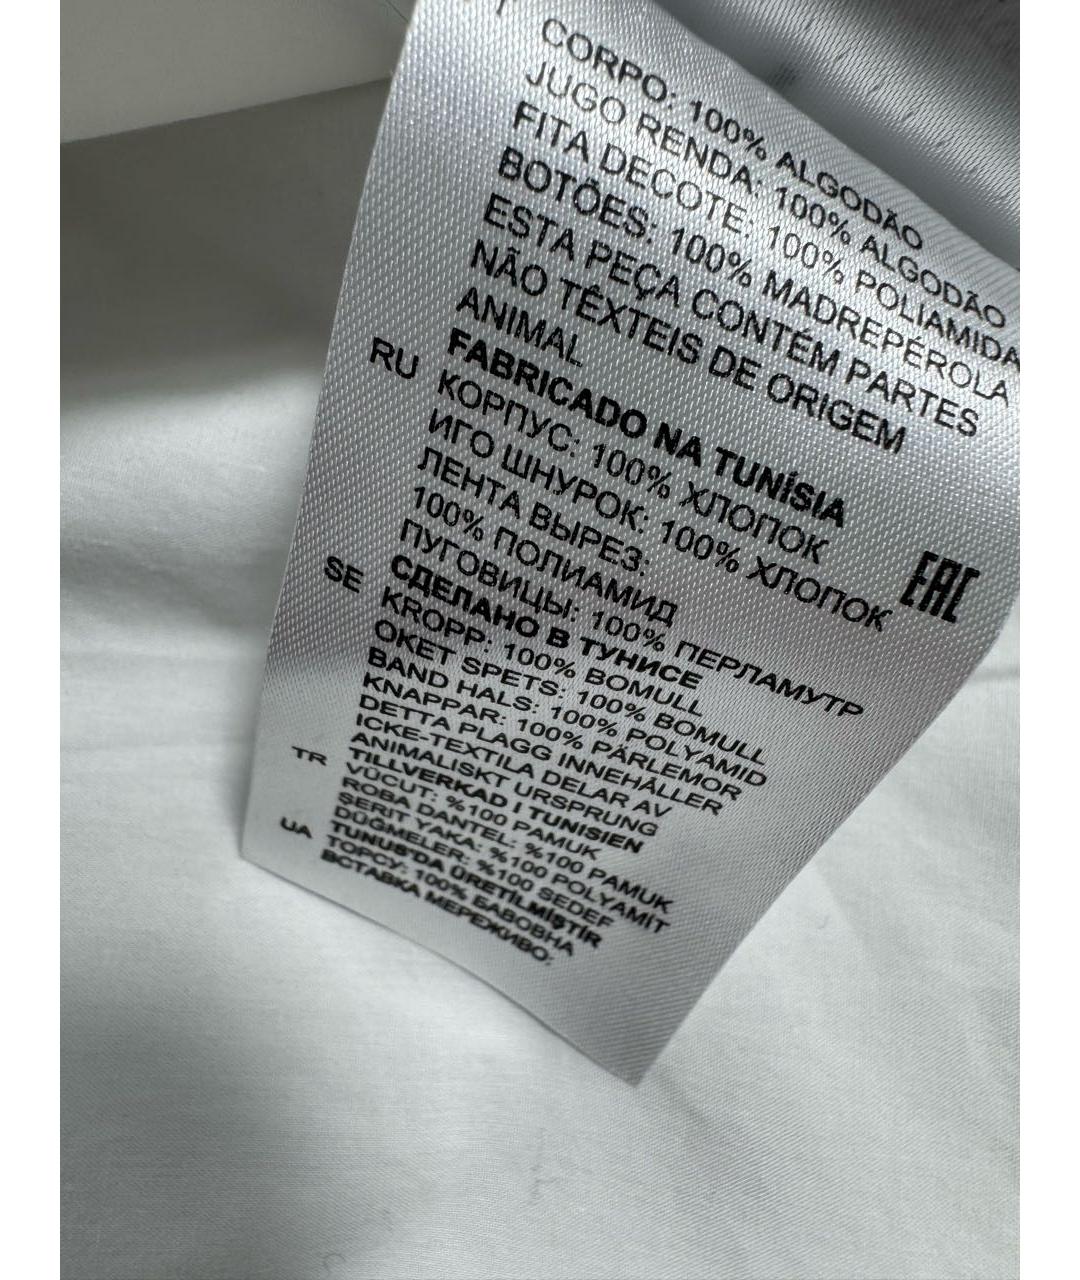 CORPO: 100% ALGODÃO
JUGO RENDA: 100% ALGODÃO
FITA DECOTE: 100% POLIAMIDA
BOTÕES: 100% MADREPÉROLA
ESTA PEÇA CONTÉM PARTES
NÃO TÊXTEIS DE ORIGEM
ANIMAL
FABRICADO NA TUNÍSIA
RU КОРПУС: 100% ХЛОПОК
ИГО ШНУРОК: 100% ХЛОПОК
ЛЕНТА ВЫРЕЗ:
100% ПОЛИАМИД
ПУГОВИЦЫ: 100% ПЕРЛАМУТР
СДЕЛАНО В ТУНИСЕ
EAC
SE KROPP: 100% BOMULL
OKET SPETS: 100% BOMULL
BAND HALS: 100% POLYAMID
KNAPPAR: 100% PÄRLEMOR
DETTA PLAGG INNEHÅLLER
ICKE-TEXTILA DELAR AV
ANIMALISKT URSPRUNG
TILLVERKAD I TUNISIEN
TR VÜCUT: %100 PAMUK
ROBA DANTEL: %100 PAMUK
ŞERIT YAKA: %100 POLYAMIT
DÜĞMELER: %100 SEDEF
TUNUS'DA ÜRETİLMİŞTİR
UA ТОРСУ: 100% БАВОВНА
ВСТАВКА МЕРЕЖИВО: